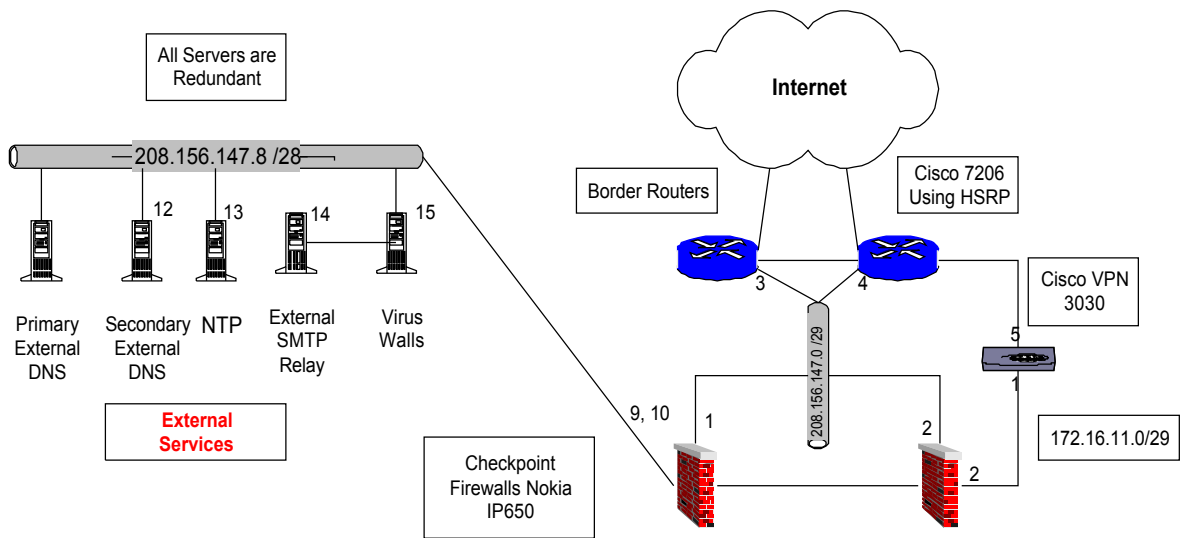 All Servers are
Redundant
Internet
208.156.147.8 /28
Border Routers
Cisco 7206
Using HSRP
12
13
14
15
3
4
Cisco VPN
3030
Primary
External
DNS
Secondary
External
DNS
NTP
External
SMTP
Relay
Virus
Walls
208.156.147.0 /29
5
1
External
Services
9, 10
1
2
172.16.11.0/29
Checkpoint
Firewalls Nokia
IP650
2